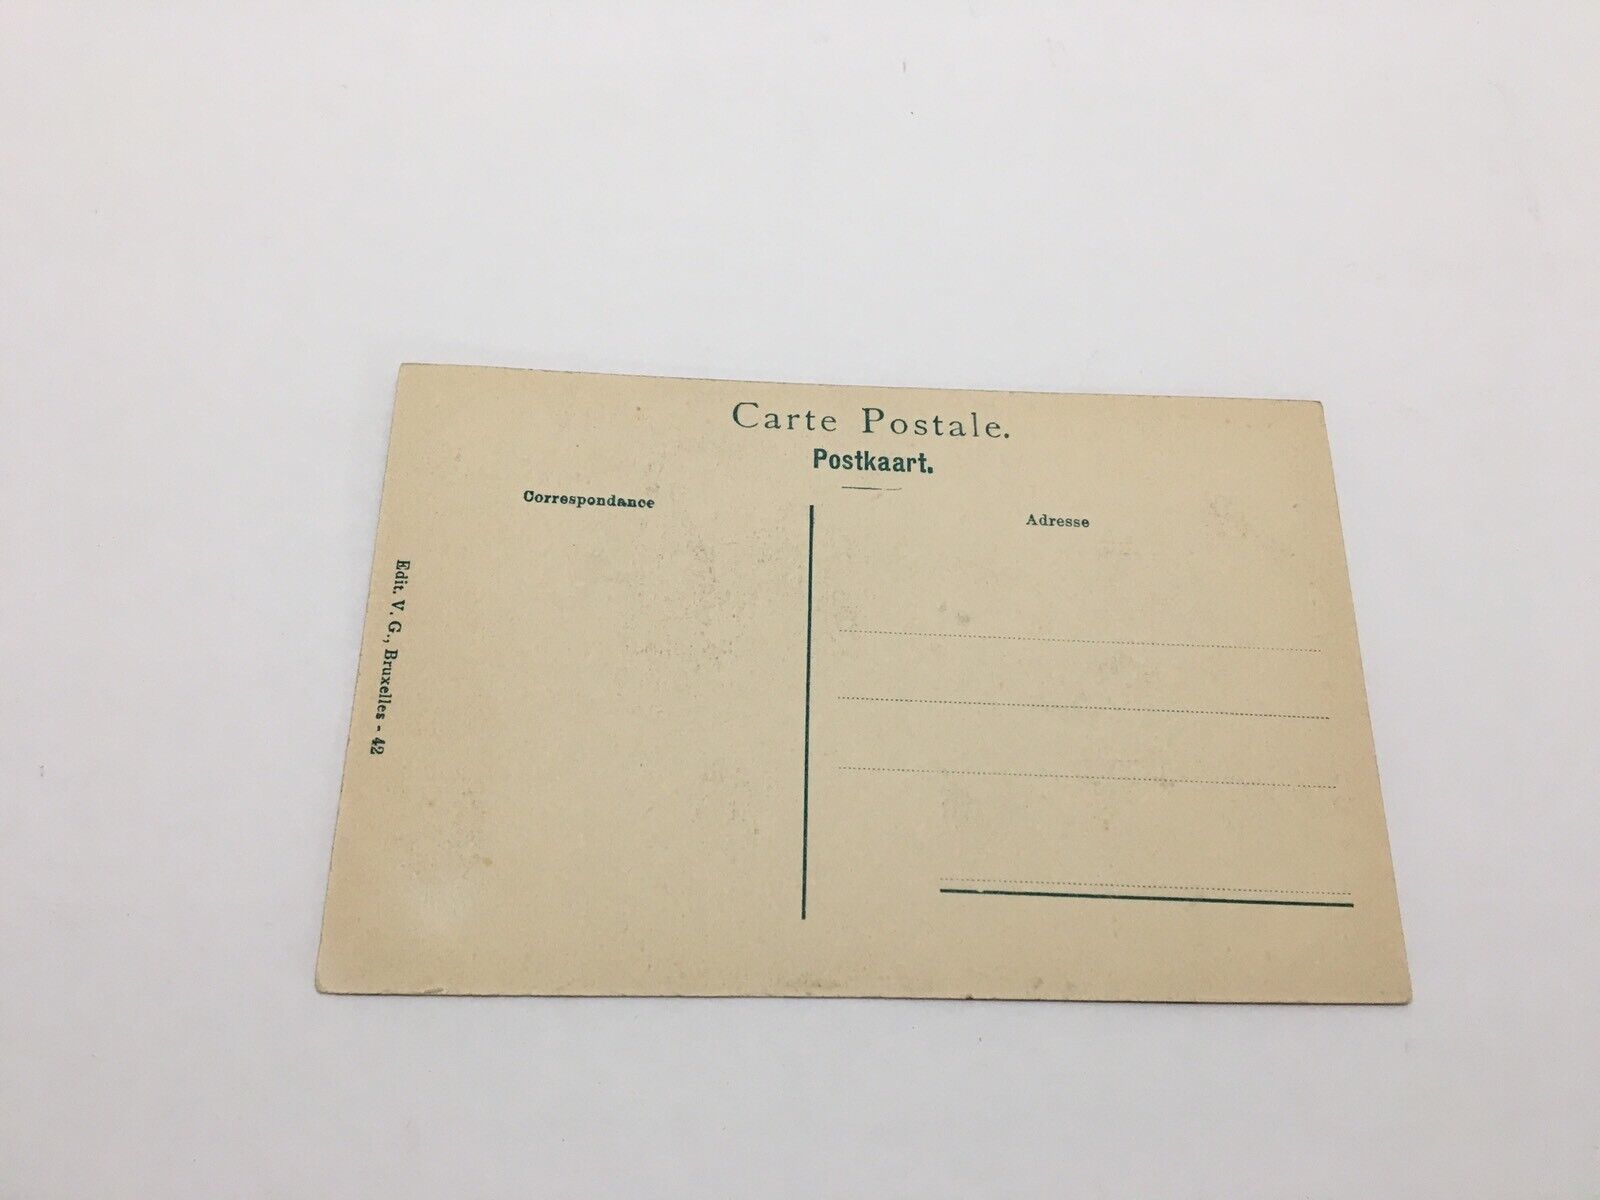 Carte Postale.
Postkaart.
Correspondance
Adresse
Edit. V. G., Bruxelles - 42